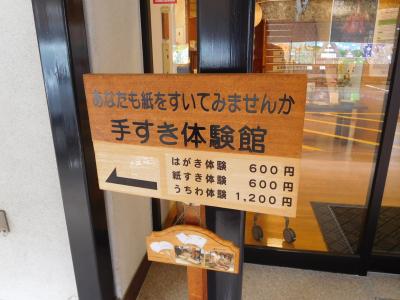 あなたも紙をすいてみませんか
手すき体験館
はがき体験 600円
紙すき体験 600円
うちわ体験 1,200円